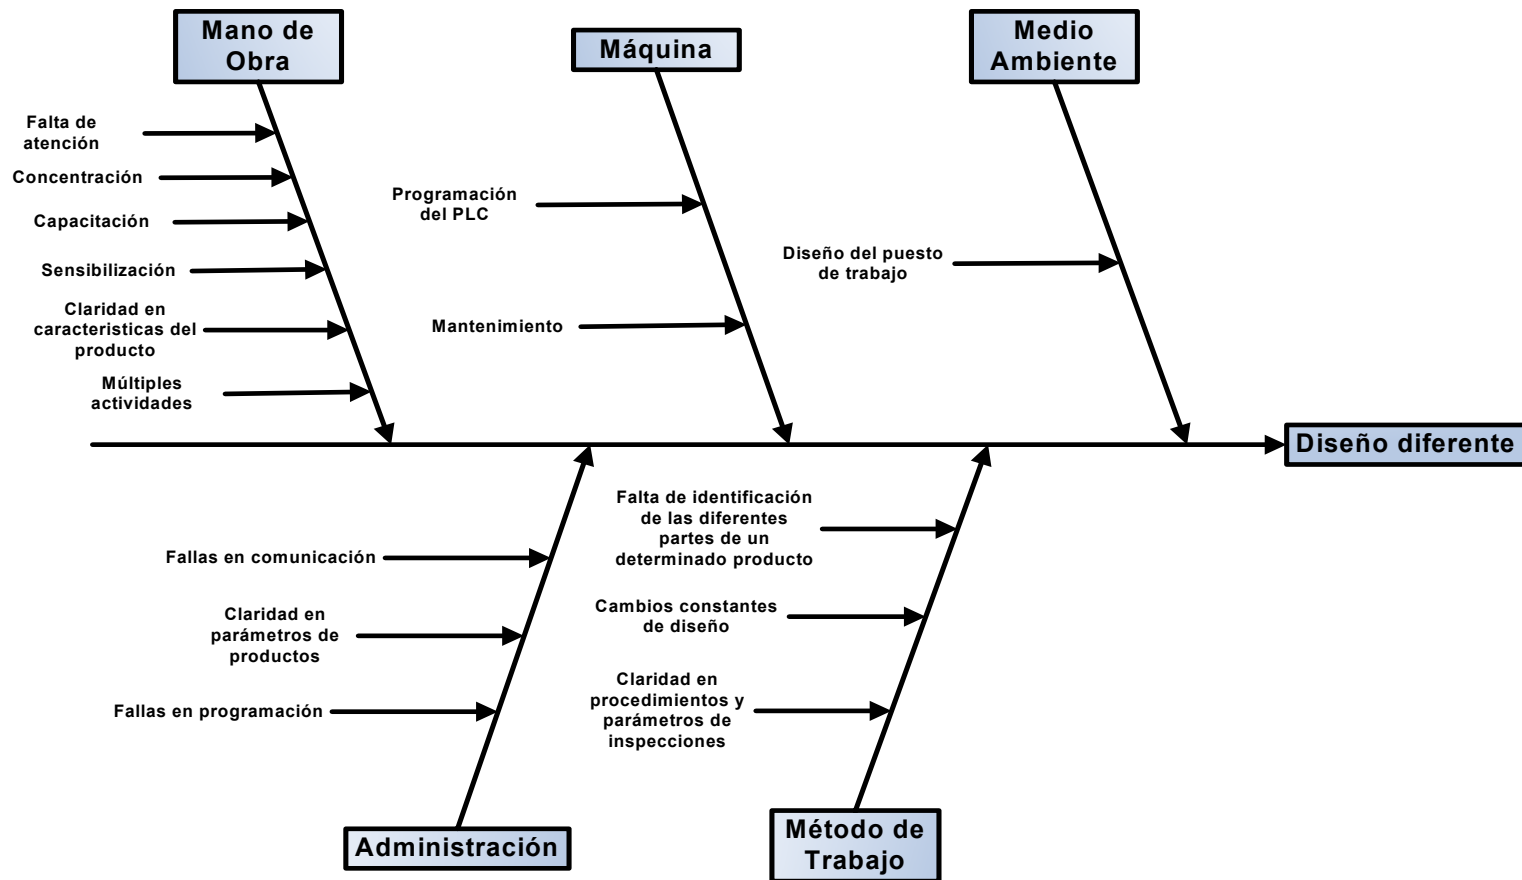 Mano de
Obra
Máquina
Medio
Ambiente
Falta de
atención
Concentración
Capacitación
Sensibilización
Claridad en
caracteristicas del
producto
Múltiples
actividades
Programación
del PLC
Mantenimiento
Diseño del puesto
de trabajo
Diseño diferente
Fallas en comunicación
Claridad en
parámetros de
productos
Fallas en programación
Falta de identificación
de las diferentes
partes de un
determinado producto
Cambios constantes
de diseño
Claridad en
procedimientos y
parámetros de
inspecciones
Administración
Método de
Trabajo